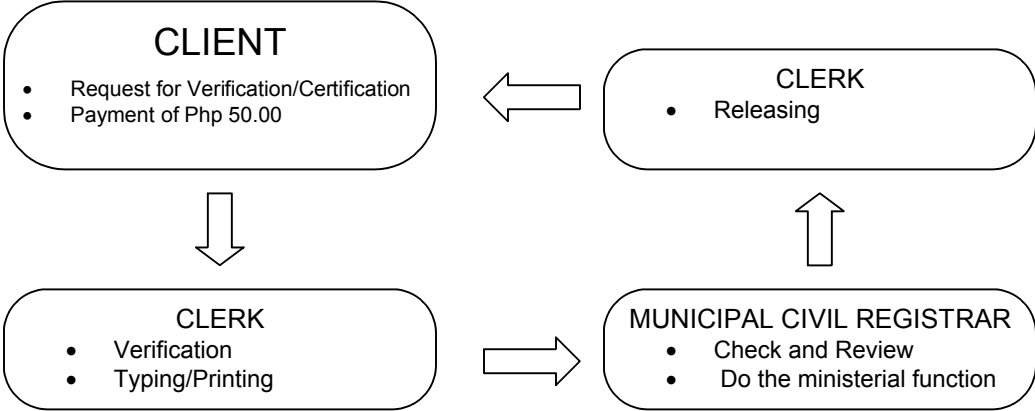 CLIENT
• Request for Verification/Certification
• Payment of Php 50.00
CLERK
• Releasing
CLERK
• Verification
• Typing/Printing
MUNICIPAL CIVIL REGISTRAR
• Check and Review
• Do the ministerial function